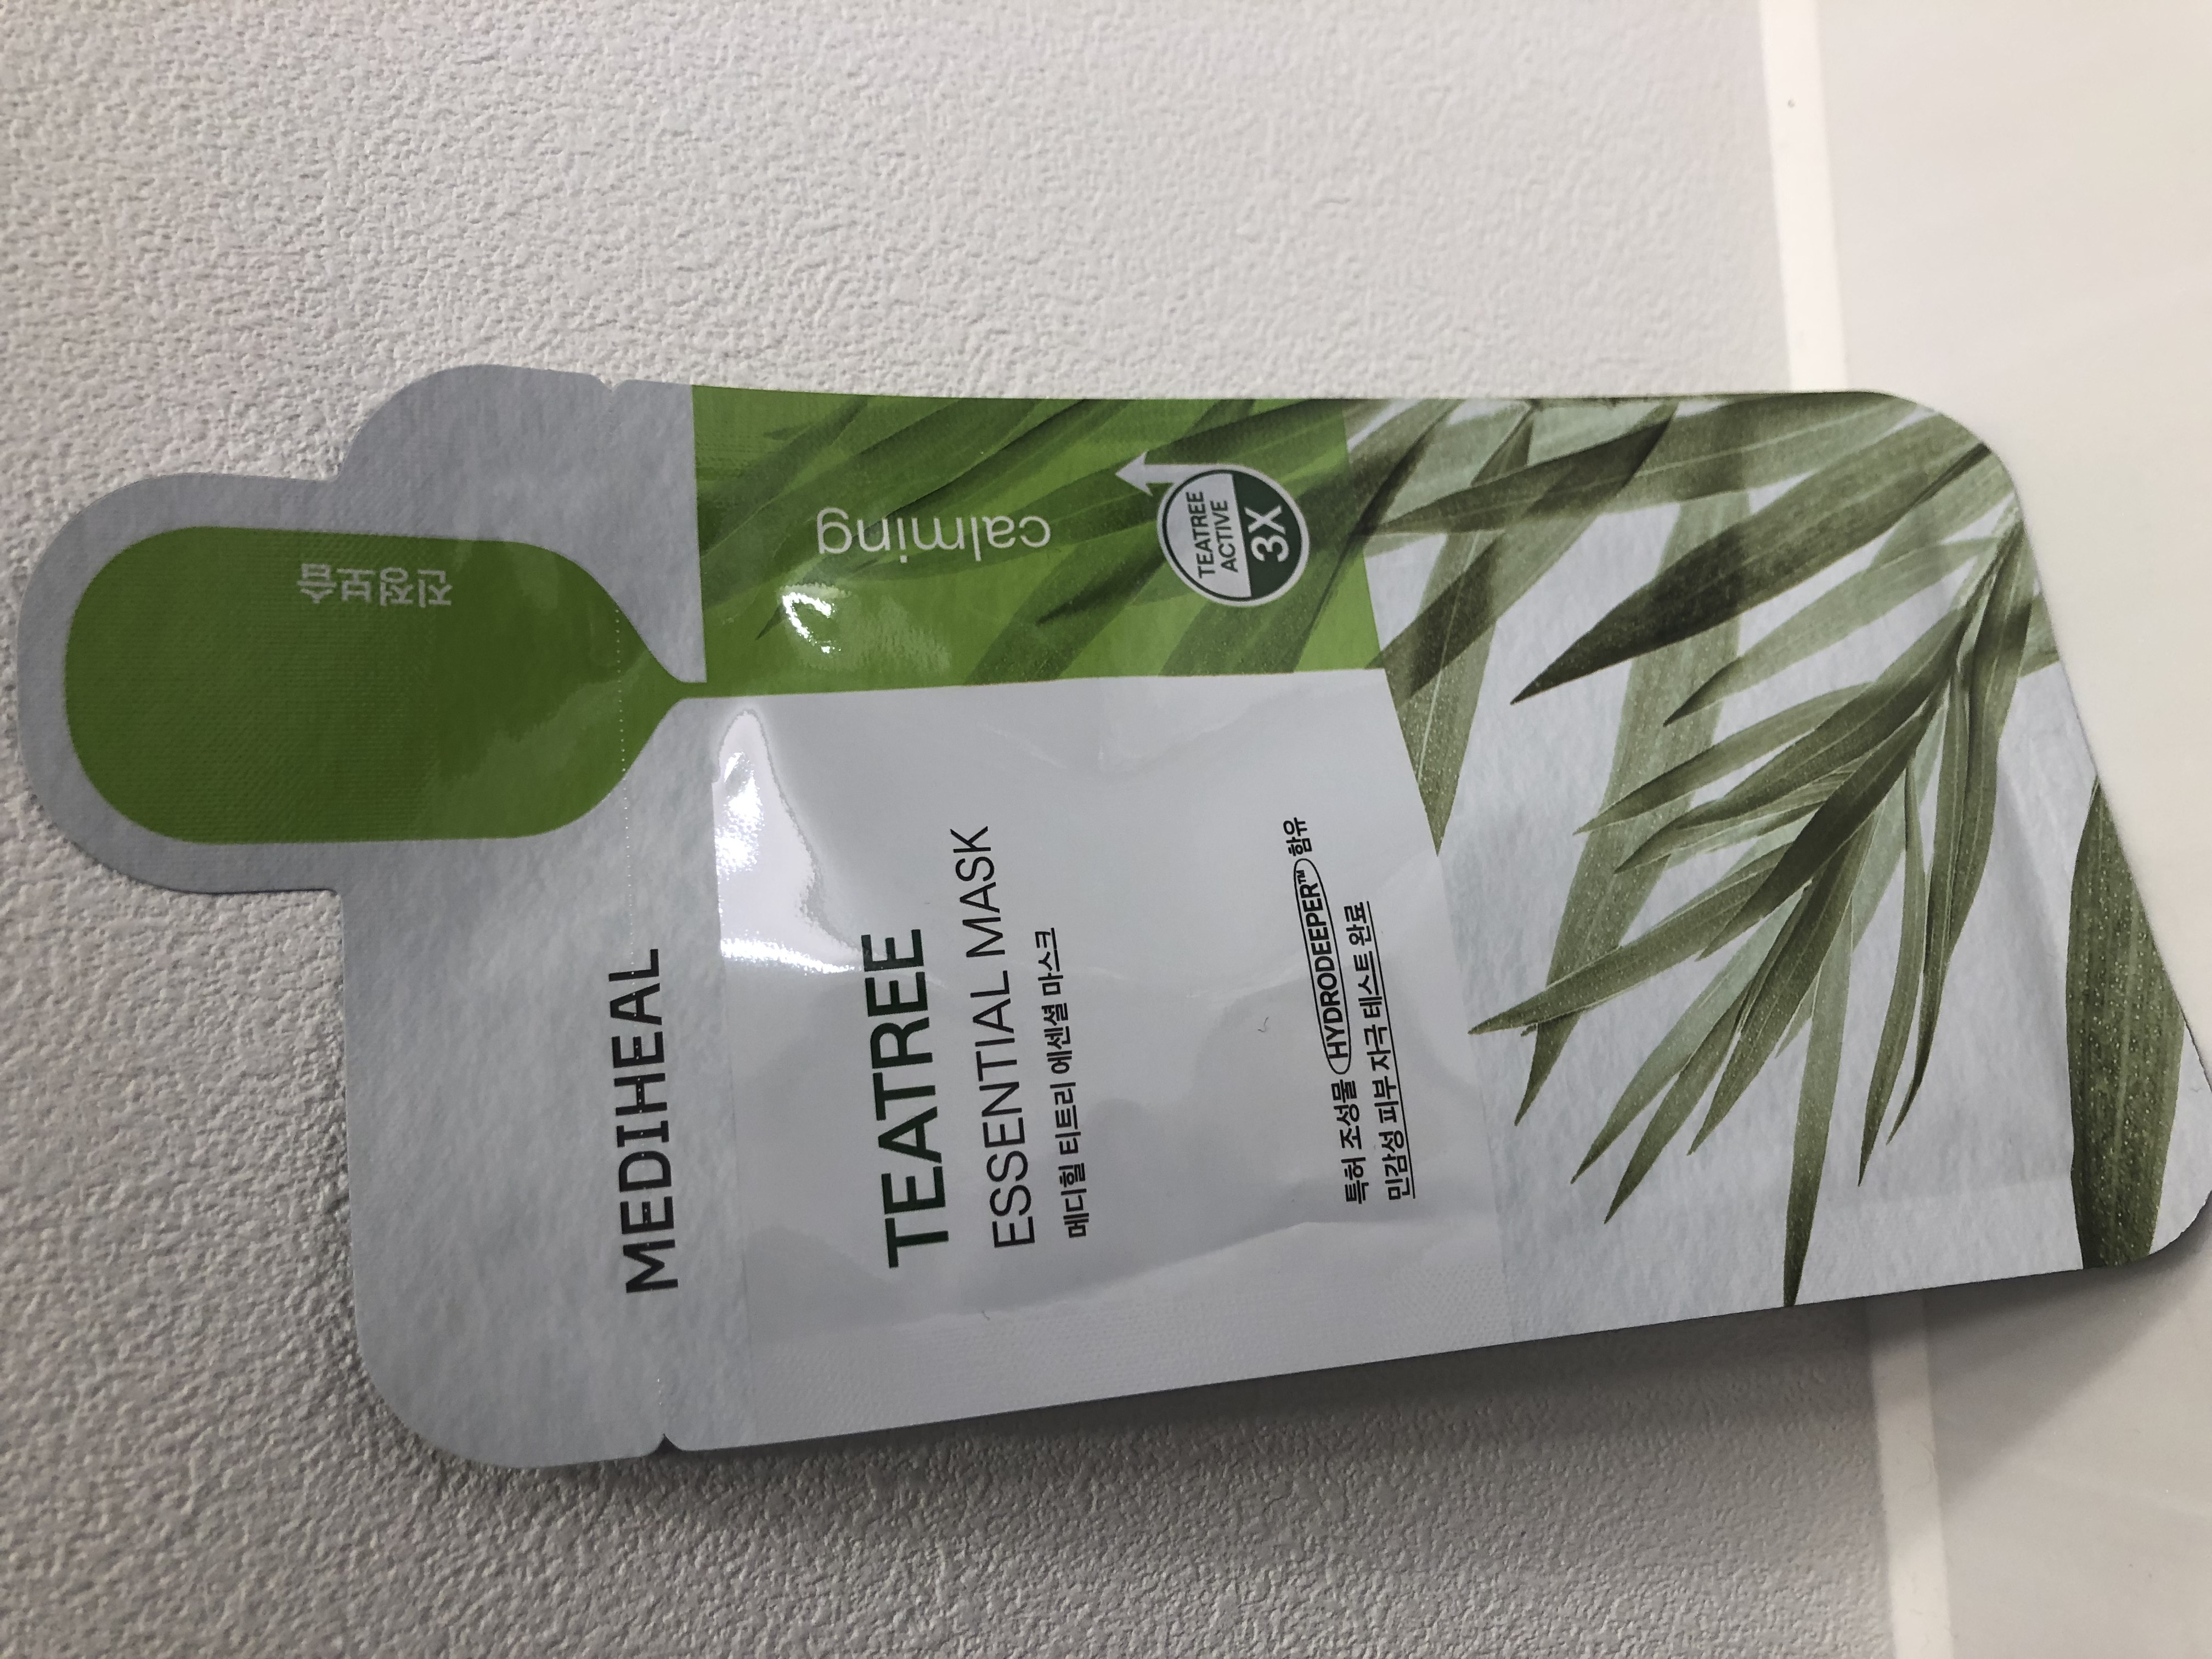 진정보습
MEDIHEAL
calming
TEATREE
ESSENTIAL MASK
메디힐 티트리 에센셜 마스크
TEATREE
ACTIVE
3X
특허 조성물 HYDRODEEPER™ 함유
민감성 피부 자극 테스트 완료